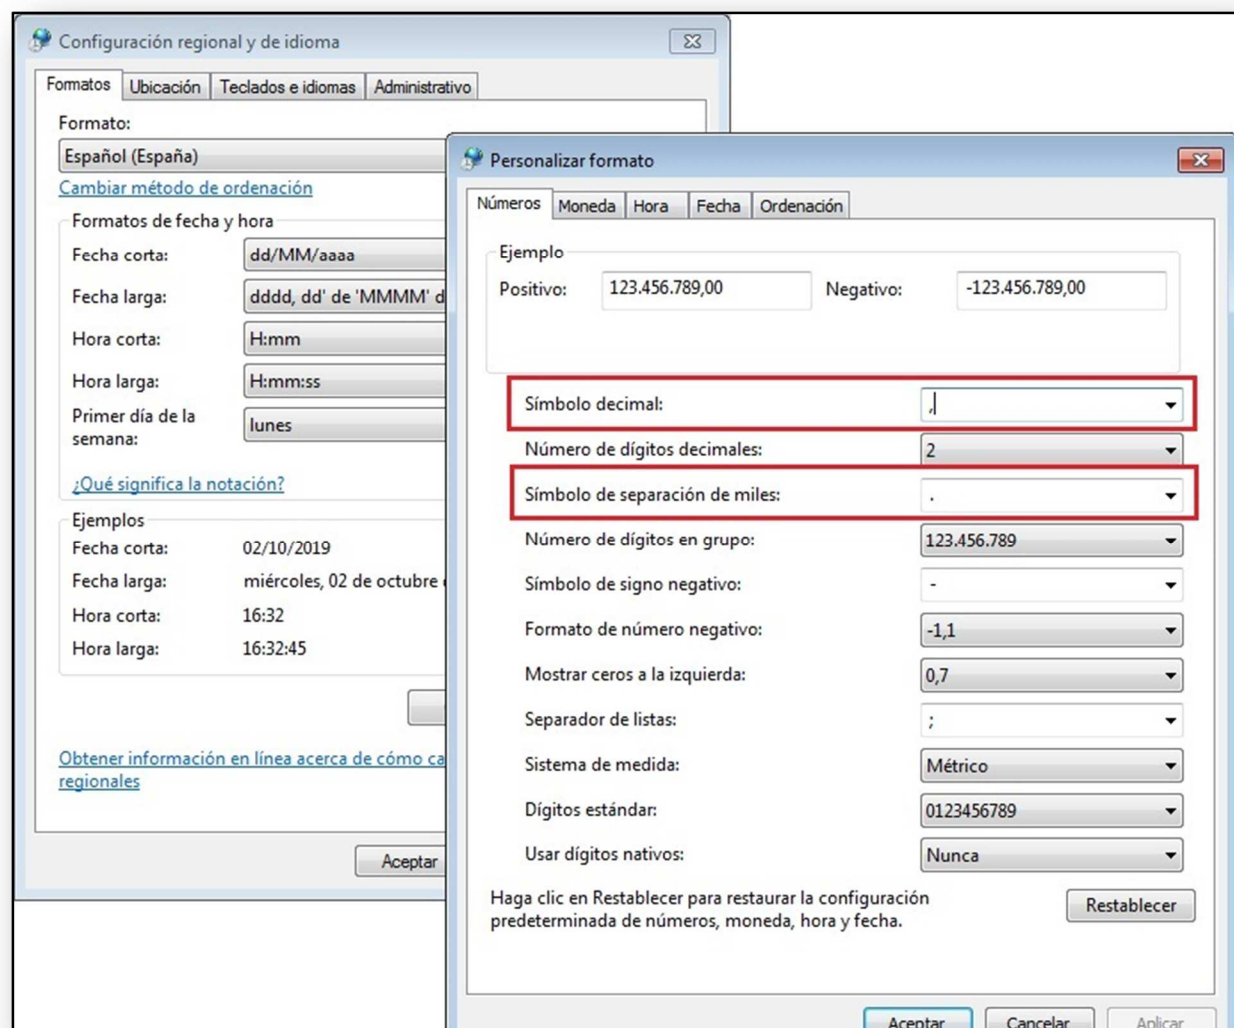 Configuración regional y de idioma
Formatos Ubicación Teclados e idiomas Administrativo
Formato:
Español (España)
Cambiar método de ordenación
Formatos de fecha y hora
Fecha corta: dd/MM/aaaa
Fecha larga: dddd, dd' de 'MMMM' d
Hora corta: H:mm
Hora larga: H:mm:ss
Primer día de la
semana: lunes
¿Qué significa la notación?
Ejemplos
Fecha corta: 02/10/2019
Fecha larga: miércoles, 02 de octubre
Hora corta: 16:32
Hora larga: 16:32:45
Obtener información en línea acerca de cómo ca
regionales
Aceptar
Personalizar formato
Números Moneda Hora Fecha Ordenación
Ejemplo
Positivo: 123.456.789,00 Negativo: -123.456.789,00
Símbolo decimal: ,
Número de dígitos decimales: 2
Símbolo de separación de miles: .
Número de dígitos en grupo: 123.456.789
Símbolo de signo negativo: -
Formato de número negativo: -1,1
Mostrar ceros a la izquierda: 0,7
Separador de listas: ;
Sistema de medida: Métrico
Dígitos estándar: 0123456789
Usar dígitos nativos: Nunca
Haga clic en Restablecer para restaurar la configuración
predeterminada de números, moneda, hora y fecha.
Restablecer
Aceptar Cancelar Aplicar